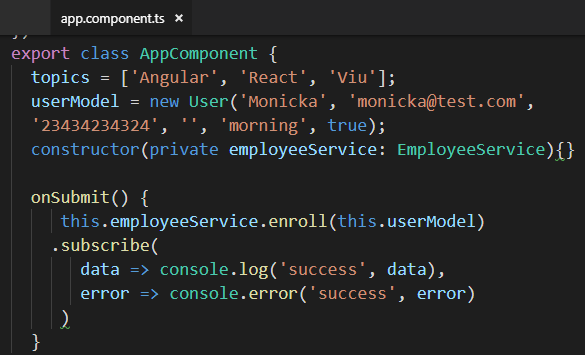 app.component.ts ×
})
export class AppComponent {
topics = ['Angular', 'React', 'Viu'];
userModel = new User('Monicka', 'monicka@test.com',
'23434234324', '', 'morning', true);
constructor(private employeeService: EmployeeService){}
onSubmit() {
this.employeeService.enroll(this.userModel)
.subscribe(
data => console.log('success', data),
error => console.error('success', error)
)
}